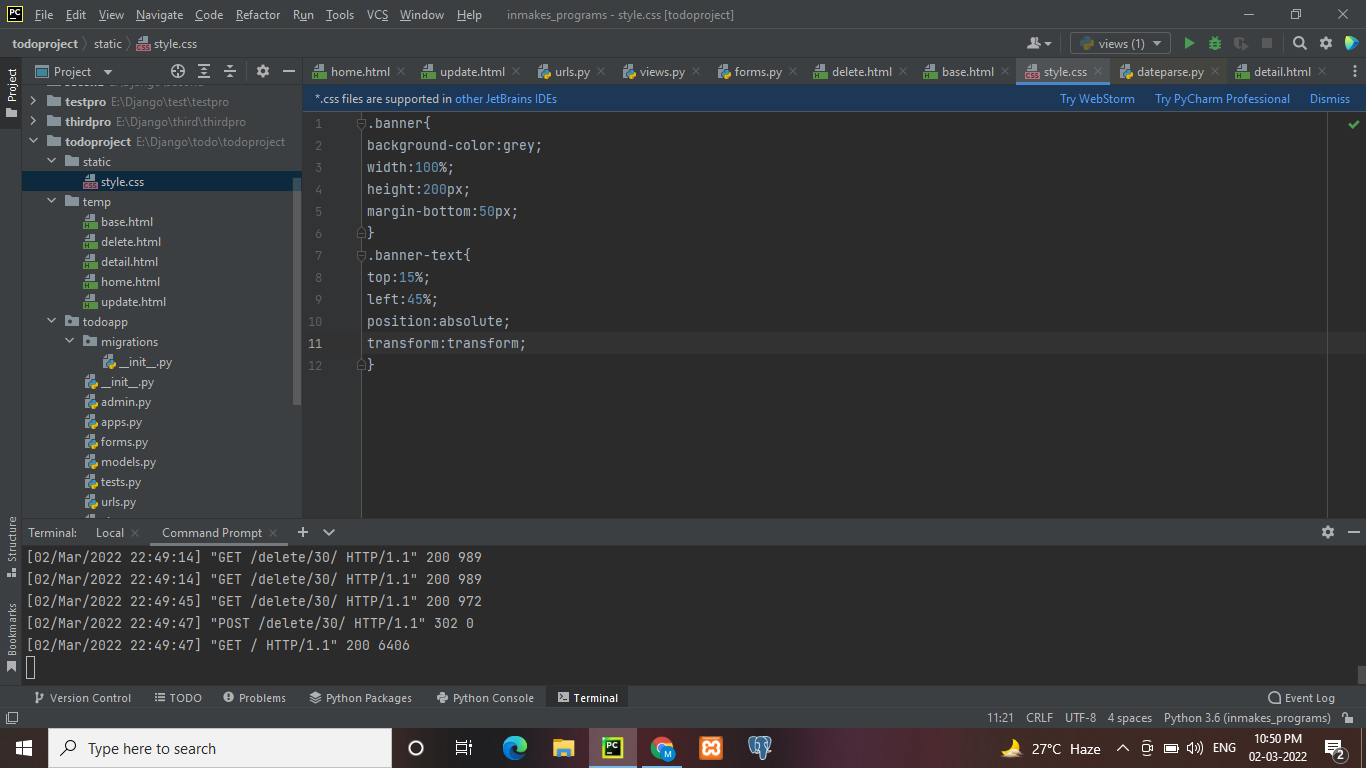 PC File Edit View Navigate Code Refactor Run Tools VCS Window Help inmakes_programs - style.css [todoproject]
todoproject static style.css views (1)
Project home.html update.html urls.py views.py forms.py delete.html base.html style.css dateparse.py detail.html
Project
*.css files are supported in other JetBrains IDEs Try WebStorm Try PyCharm Professional Dismiss
testpro E:\Django\test\testpro
thirdpro E:\Django\third\thirdpro
todoproject E:\Django\todo\todoproject
static
style.css
temp
base.html
delete.html
detail.html
home.html
update.html
todoapp
migrations
__init__.py
__init__.py
admin.py
apps.py
forms.py
models.py
tests.py
urls.py
1 .banner{
2 background-color:grey;
3 width:100%;
4 height:200px;
5 margin-bottom:50px;
6 }
7 .banner-text{
8 top:15%;
9 left:45%;
10 position:absolute;
11 transform:transform;
12 }
Structure
Bookmarks
Terminal: Local Command Prompt
[02/Mar/2022 22:49:14] "GET /delete/30/ HTTP/1.1" 200 989
[02/Mar/2022 22:49:14] "GET /delete/30/ HTTP/1.1" 200 989
[02/Mar/2022 22:49:45] "GET /delete/30/ HTTP/1.1" 200 972
[02/Mar/2022 22:49:47] "POST /delete/30/ HTTP/1.1" 302 0
[02/Mar/2022 22:49:47] "GET / HTTP/1.1" 200 6406
Version Control TODO Problems Python Packages Python Console Terminal Event Log
11:21 CRLF UTF-8 4 spaces Python 3.6 (inmakes_programs)
Type here to search PC M 27°C Haze ENG 10:50 PM
02-03-2022 2